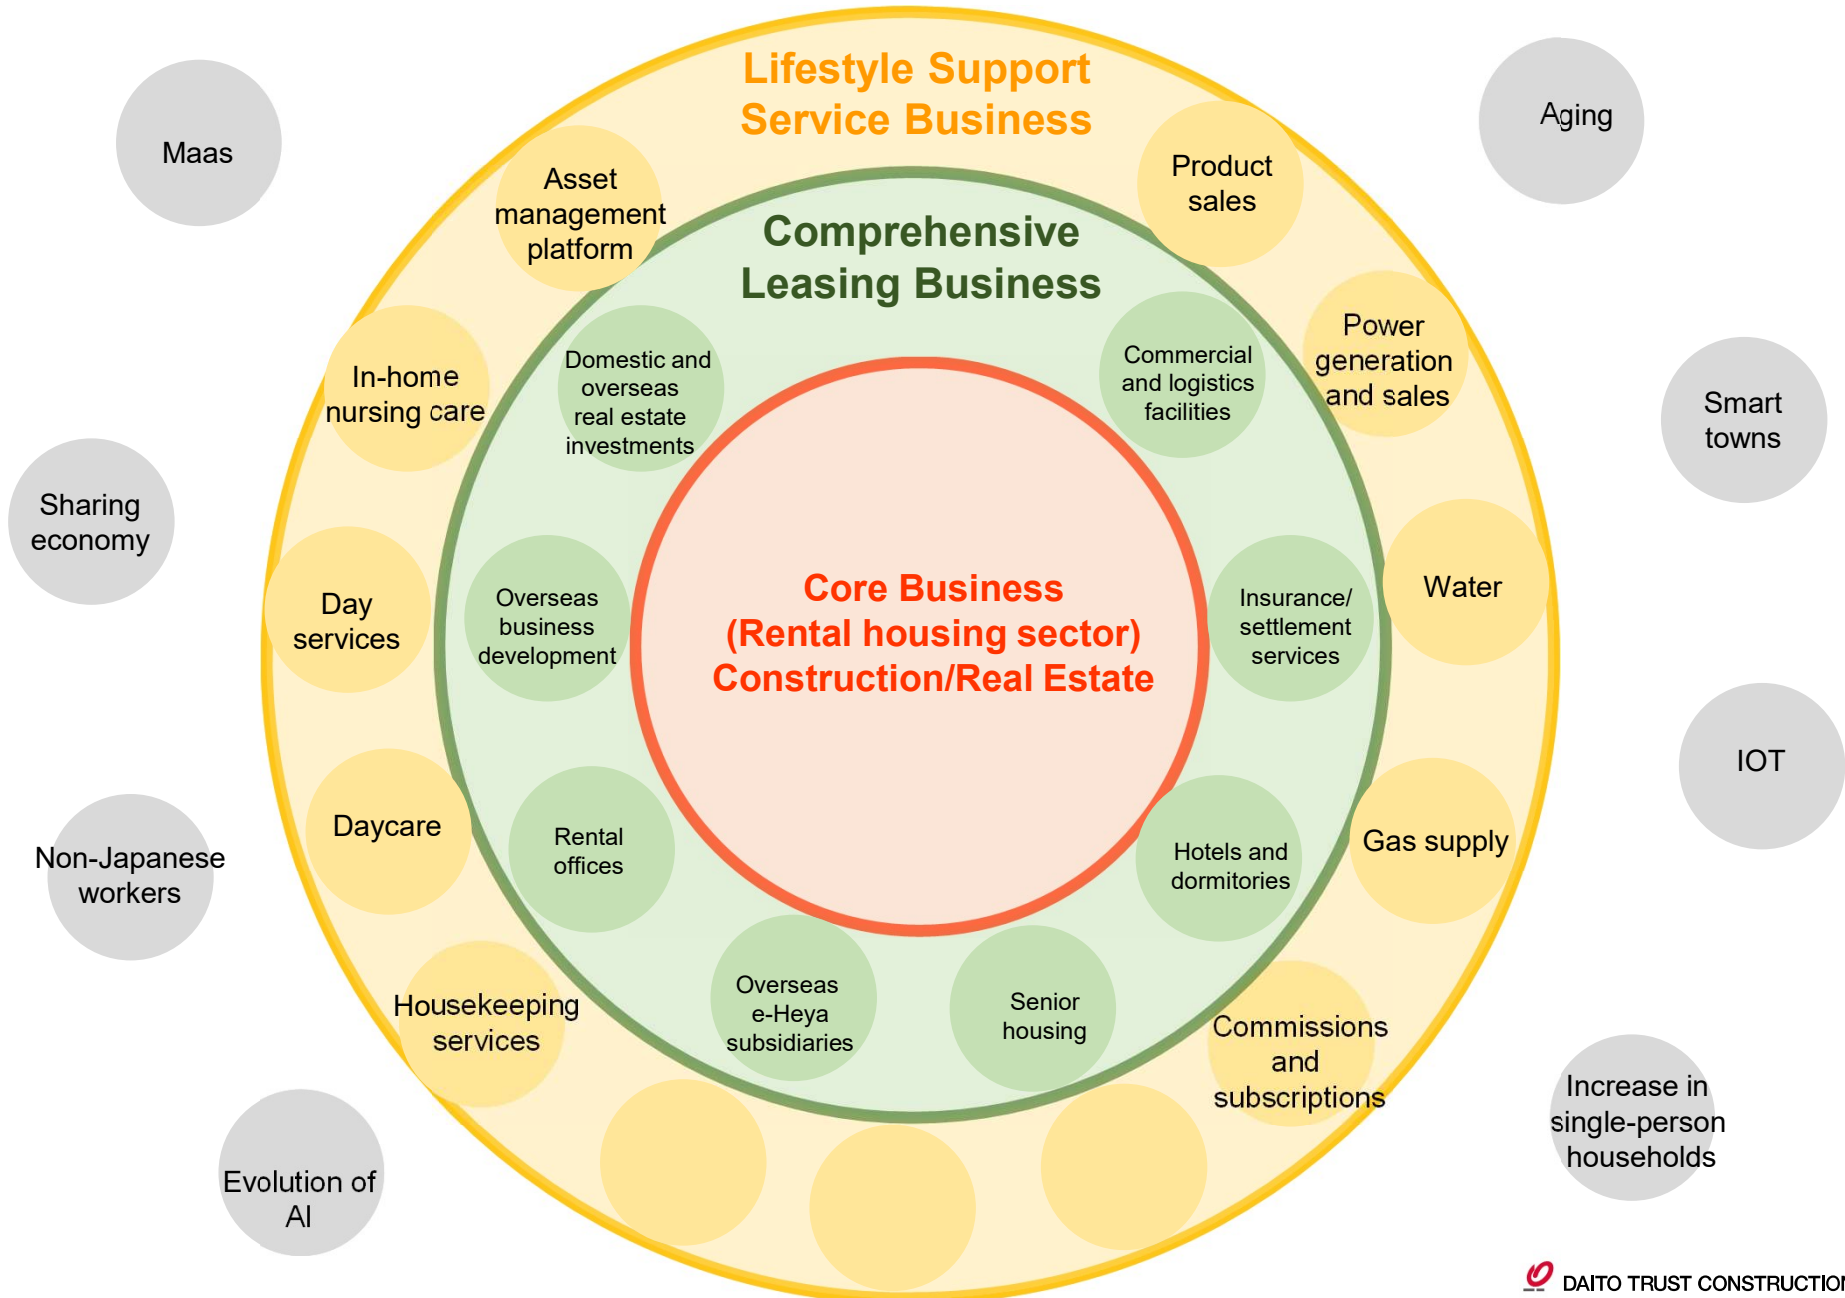 Lifestyle Support
Service Business
Maas
Aging
Asset
management
platform
Product
sales
Comprehensive
Leasing Business
In-home
nursing care
Domestic and
overseas
real estate
investments
Commercial
and logistics
facilities
Power
generation
and sales
Smart
towns
Sharing
economy
Day
services
Overseas
business
development
Core Business
(Rental housing sector)
Construction/Real Estate
Insurance/
settlement
services
Water
IOT
Non-Japanese
workers
Daycare
Rental
offices
Hotels and
dormitories
Gas supply
Housekeeping
services
Overseas
e-Heya
subsidiaries
Senior
housing
Commissions
and
subscriptions
Increase in
single-person
households
Evolution of
AI
DAITO TRUST CONSTRUCTION